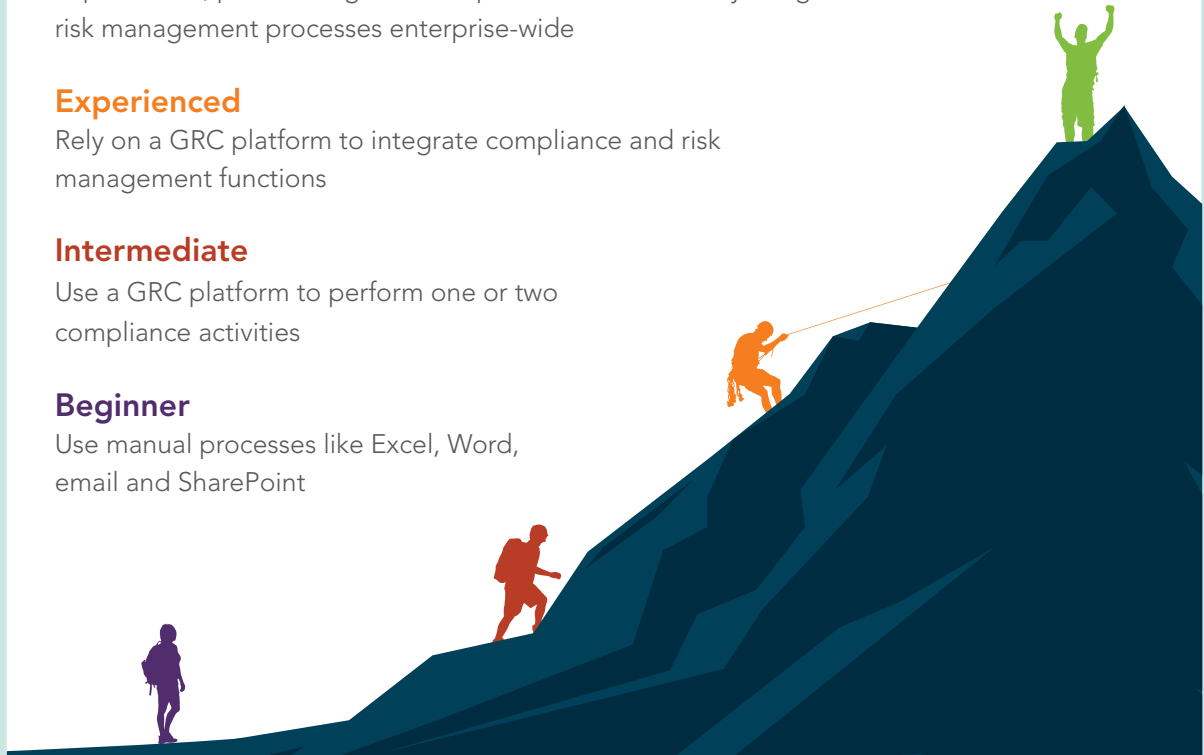 risk management processes enterprise-wide
Experienced
Rely on a GRC platform to integrate compliance and risk
management functions
Intermediate
Use a GRC platform to perform one or two
compliance activities
Beginner
Use manual processes like Excel, Word,
email and SharePoint